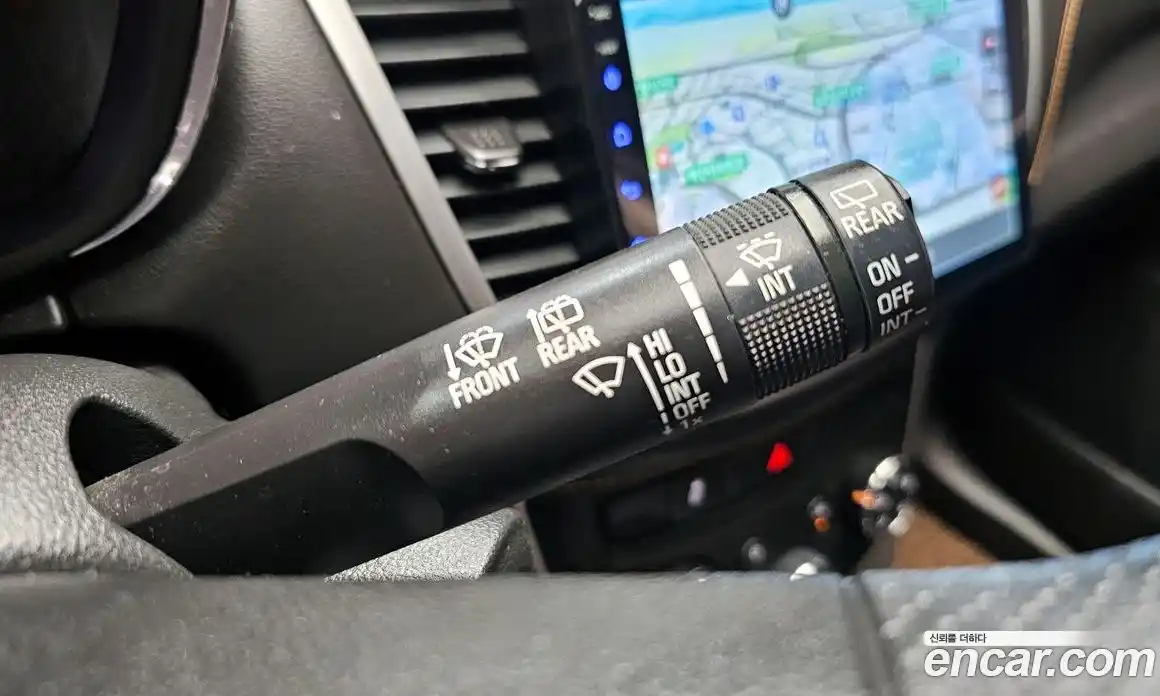 FRONT
REAR
HI
LO
INT
OFF
1×
INT
REAR
ON
OFF
INT
신뢰를 더하다
encar.com